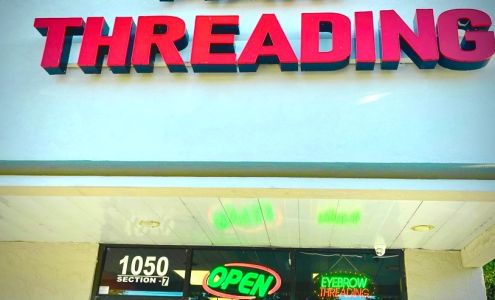 THREADING
1050
SECTION -7
OPEN
EYEBROW
THREADING